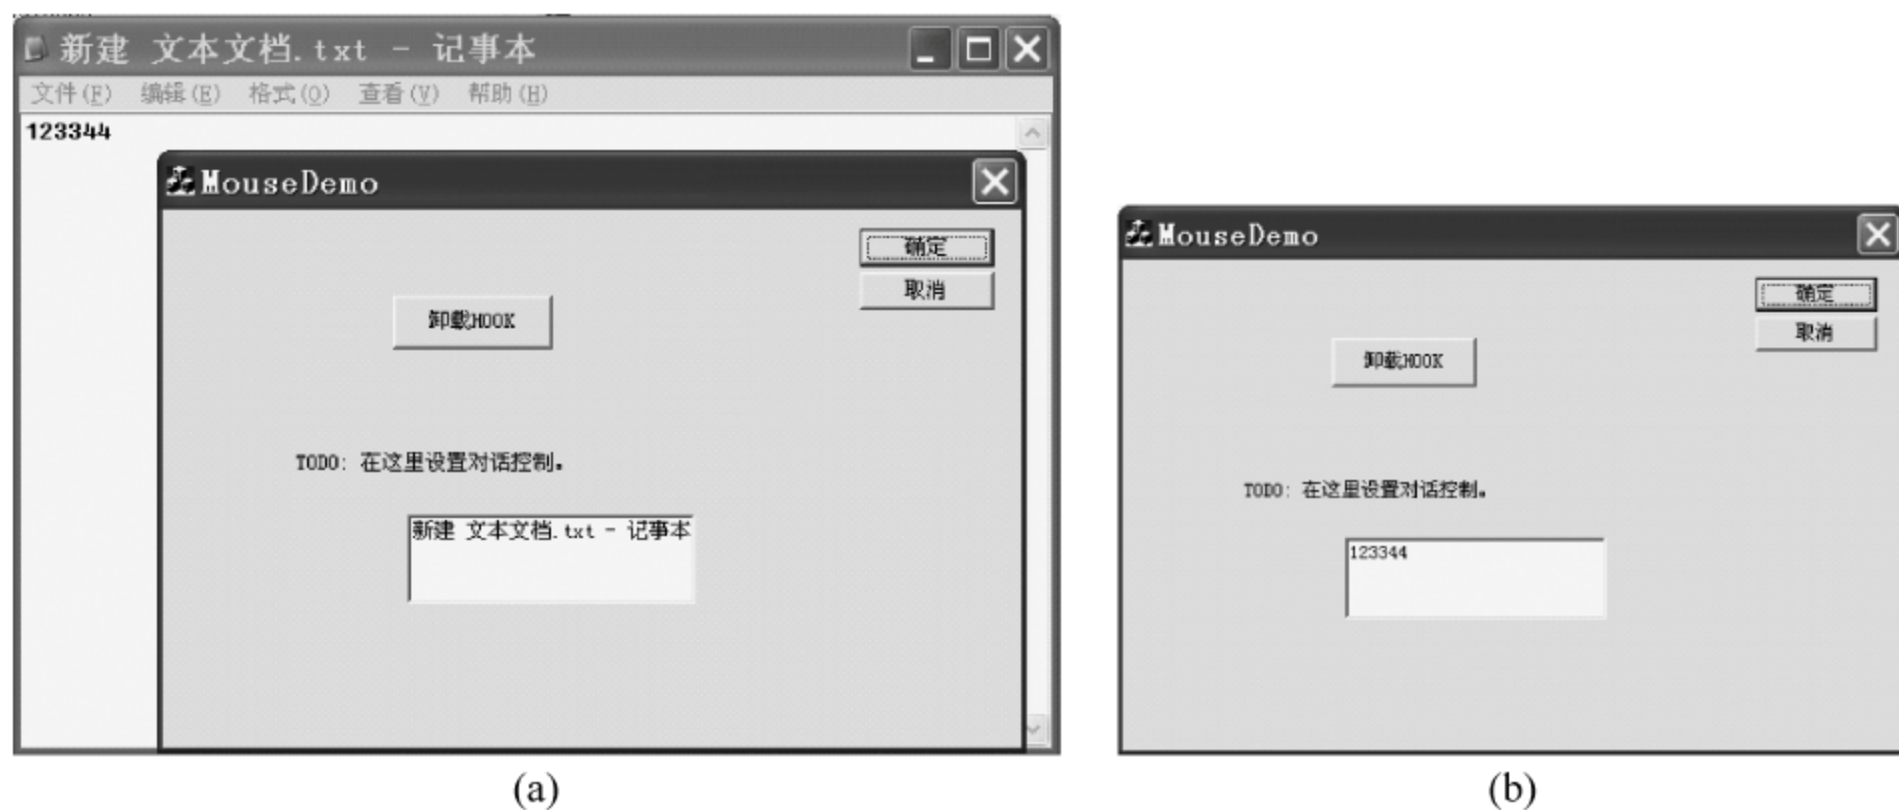 新建 文本文档.txt - 记事本
文件(F) 编辑(E) 格式(O) 查看(V) 帮助(H)
123344
MouseDemo
确定
取消
卸载HOOK
TODO: 在这里设置对话控制。
新建 文本文档.txt - 记事本
(a)
MouseDemo
确定
取消
卸载HOOK
TODO: 在这里设置对话控制。
123344
(b)